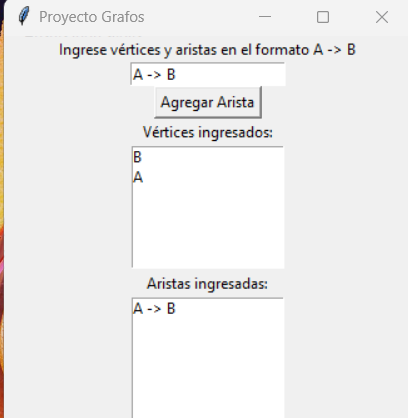 Proyecto Grafos
Ingrese vértices y aristas en el formato A -> B
A -> B
Agregar Arista
Vértices ingresados:
B
A
Aristas ingresadas:
A -> B